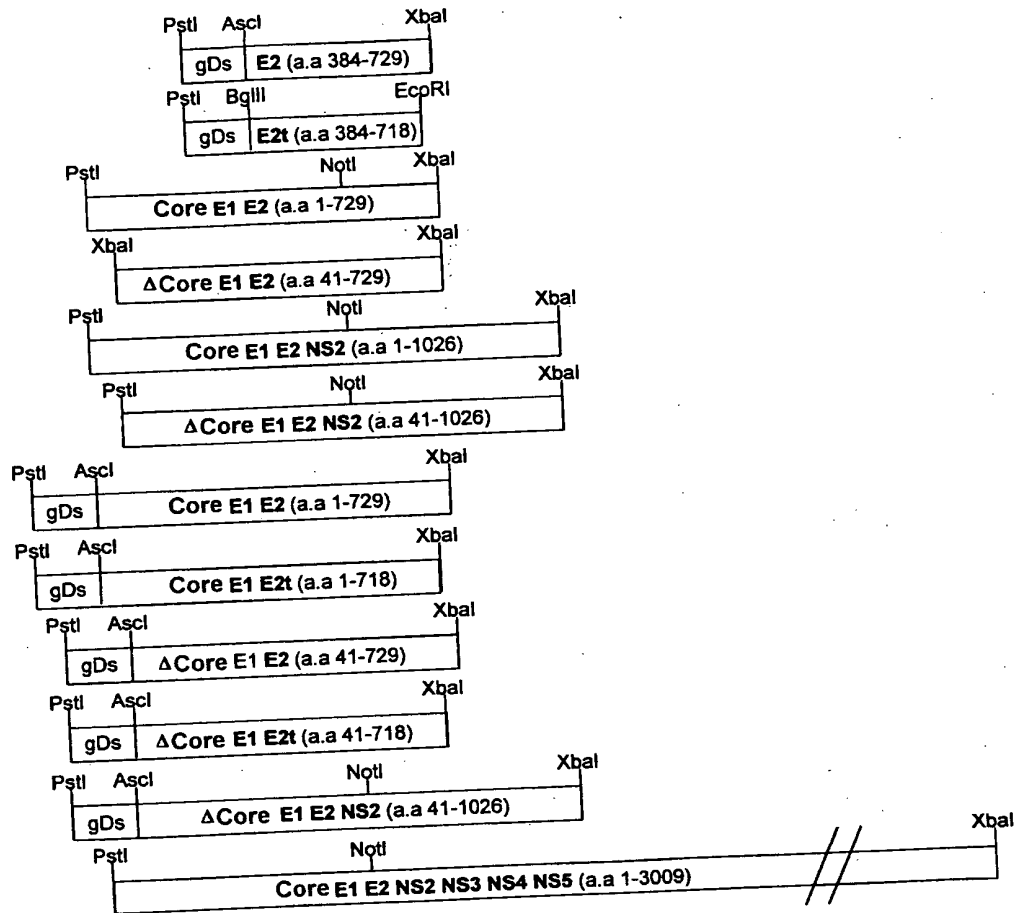 PstI AscI XbaI
gDs E2 (a.a 384-729)
PstI BglII EcoRI
gDs E2t (a.a 384-718)
PstI NotI XbaI
Core E1 E2 (a.a 1-729)
XbaI XbaI
ΔCore E1 E2 (a.a 41-729)
PstI NotI XbaI
Core E1 E2 NS2 (a.a 1-1026)
PstI NotI XbaI
ΔCore E1 E2 NS2 (a.a 41-1026)
PstI AscI XbaI
gDs Core E1 E2 (a.a 1-729)
PstI AscI XbaI
gDs Core E1 E2t (a.a 1-718)
PstI AscI XbaI
gDs ΔCore E1 E2 (a.a 41-729)
PstI AscI XbaI
gDs ΔCore E1 E2t (a.a 41-718)
PstI AscI NotI XbaI
gDs ΔCore E1 E2 NS2 (a.a 41-1026)
PstI NotI XbaI
Core E1 E2 NS2 NS3 NS4 NS5 (a.a 1-3009)